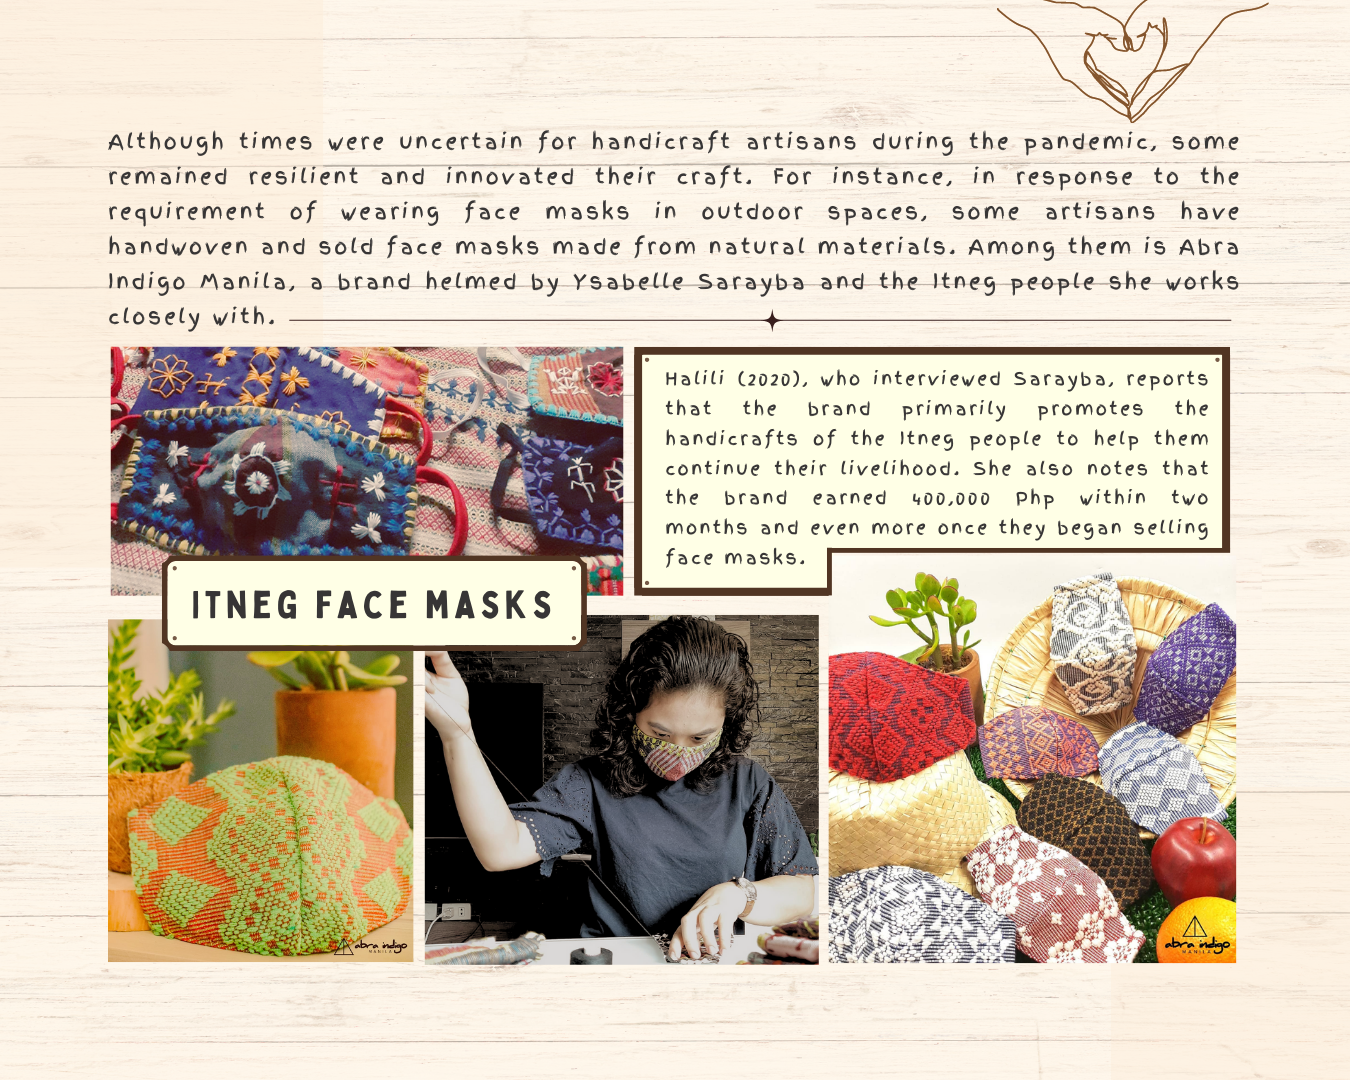 Although times were uncertain for handicraft artisans during the pandemic, some
remained resilient and innovated their craft. For instance, in response to the
requirement of wearing face masks in outdoor spaces, some artisans have
handwoven and sold face masks made from natural materials. Among them is Abra
Indigo Manila, a brand helmed by Ysabelle Sarayba and the Itneg people she works
closely with.
Halili (2020), who interviewed Sarayba, reports
that the brand primarily promotes the
handicrafts of the Itneg people to help them
continue their livelihood. She also notes that
the brand earned 400,000 Php within two
months and even more once they began selling
face masks.
ITNEG FACE MASKS
abra indigo
MANILA
abra indigo
MANILA